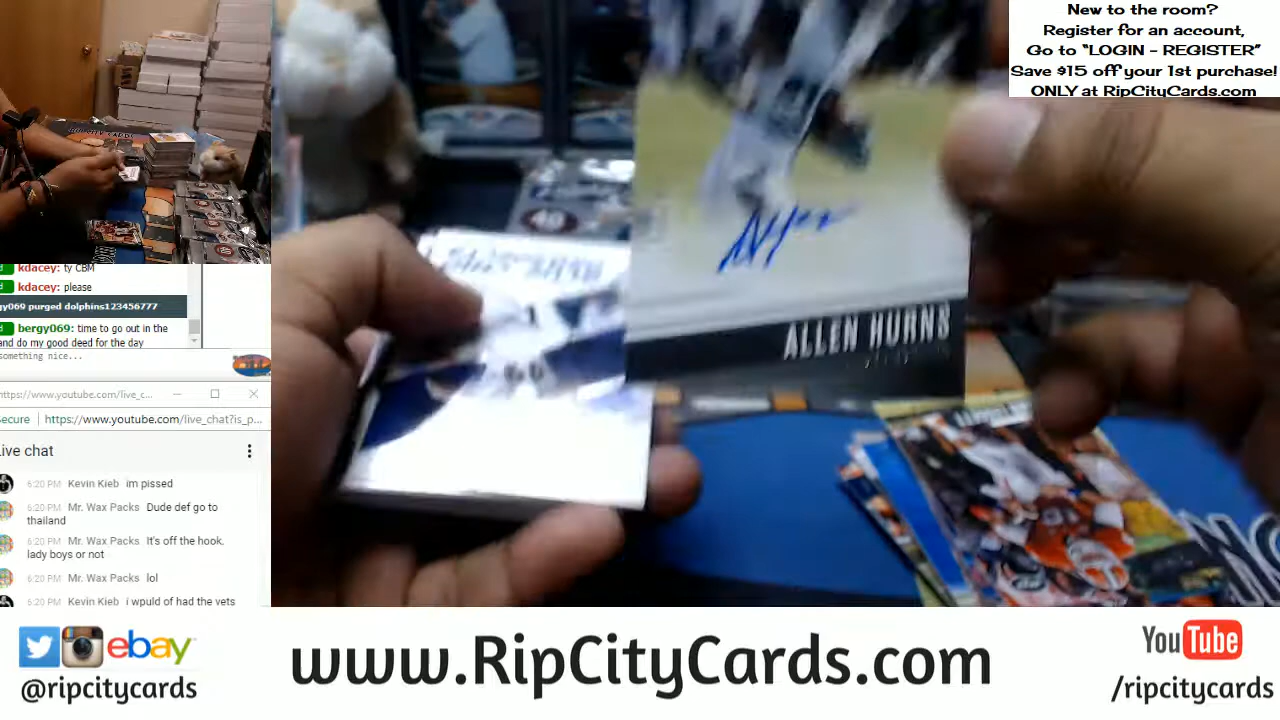 New to the room?
Register for an account,
Go to “LOGIN - REGISTER”
Save $15 off your 1st purchase!
ONLY at RipCityCards.com
RIP CITY CARDS
kdacey: ty CBM
kdacey: please
gy069 purged dolphins123456777
bergy069: time to go out in the
and do my good deed for the day
something nice...
https://www.youtube.com/live_c...
ecure https://www.youtube.com/live_chat?is_p...
ive chat
6:20 PM Kevin Kieb im pissed
6:20 PM Mr. Wax Packs Dude def go to
thailand
6:20 PM Mr. Wax Packs It's off the hook.
lady boys or not
6:20 PM Mr. Wax Packs lol
6:20 PM Kevin Kieb i wpuld of had the vets
ALLEN HURNS
ebay
@ripcitycards
www.RipCityCards.com
YouTube
/ripcitycards